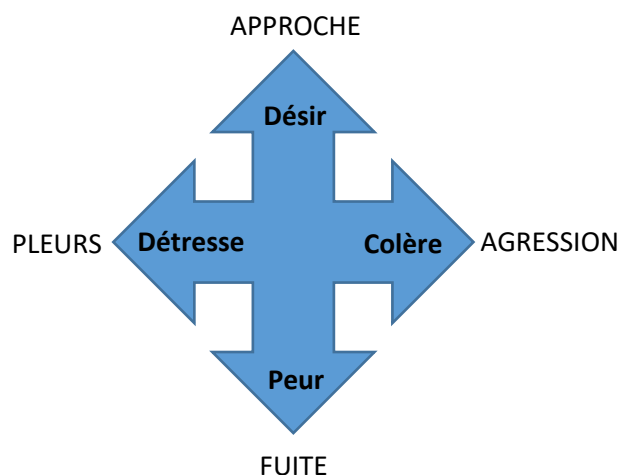 APPROCHE
Désir
PLEURS Détresse Colère AGRESSION
Peur
FUITE